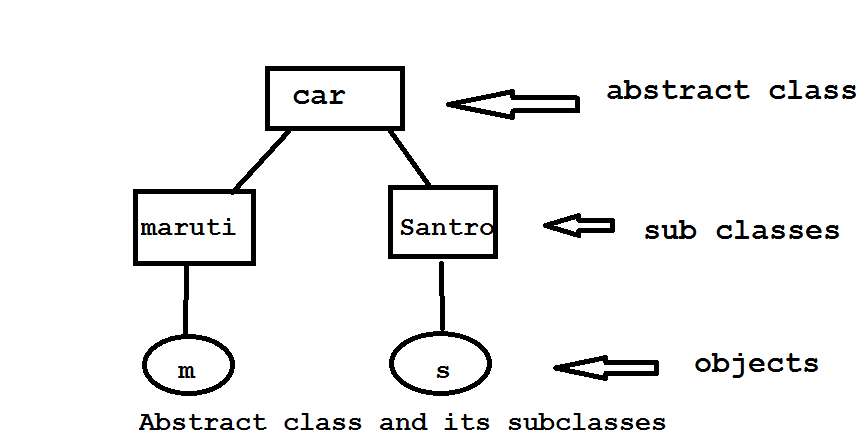 car
abstract class
maruti
Santro
sub classes
m
s
objects
Abstract class and its subclasses